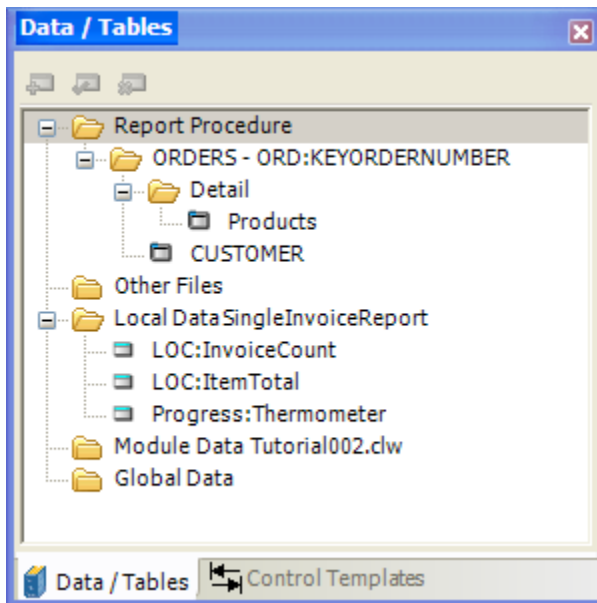 Data / Tables
Report Procedure
ORDERS - ORD:KEYORDERNUMBER
Detail
Products
CUSTOMER
Other Files
Local Data SingleInvoiceReport
LOC:InvoiceCount
LOC:ItemTotal
Progress:Thermometer
Module Data Tutorial002.clw
Global Data
Data / Tables
Control Templates